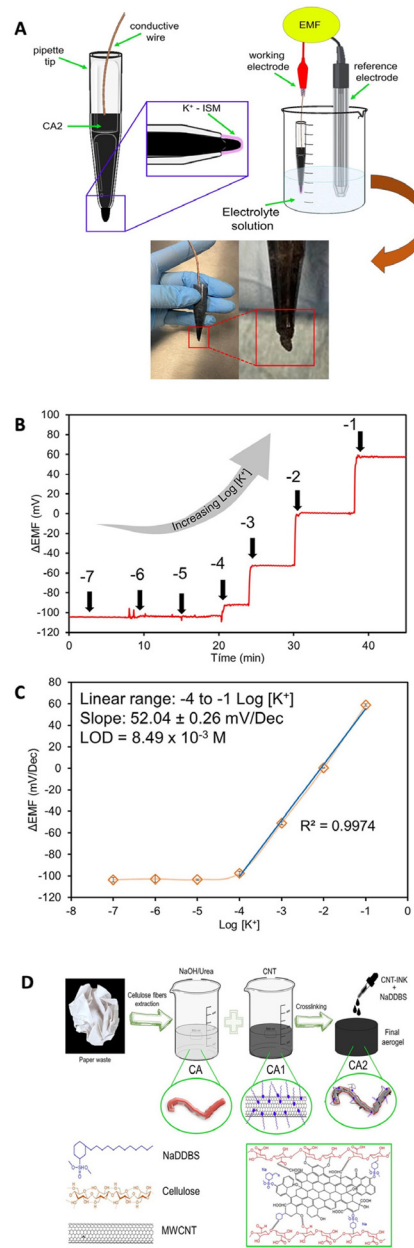 A
conductive
wire
pipette
tip
CA2
K⁺ - ISM
EMF
working
electrode
reference
electrode
Electrolyte
solution
B
ΔEMF (mV)
100
80
60
40
20
0
-20
-40
-60
-80
-100
-120
-7
-6
-5
-4
-3
-2
-1
Increasing Log [K⁺]
0
10
20
30
40
Time (min)
C
ΔEMF (mV/Dec)
80
60
40
20
0
-20
-40
-60
-80
-100
-120
Linear range: -4 to -1 Log [K⁺]
Slope: 52.04 ± 0.26 mV/Dec
LOD = 8.49 x 10⁻³ M
R² = 0.9974
-8
-7
-6
-5
-4
-3
-2
-1
0
Log [K⁺]
D
Paper waste
Cellulose fibers
extraction
NaOH/Urea
CNT
Crosslinking
CNT-INK
+
NaDDBS
Final
aerogel
CA
CA1
CA2
NaDDBS
Cellulose
MWCNT